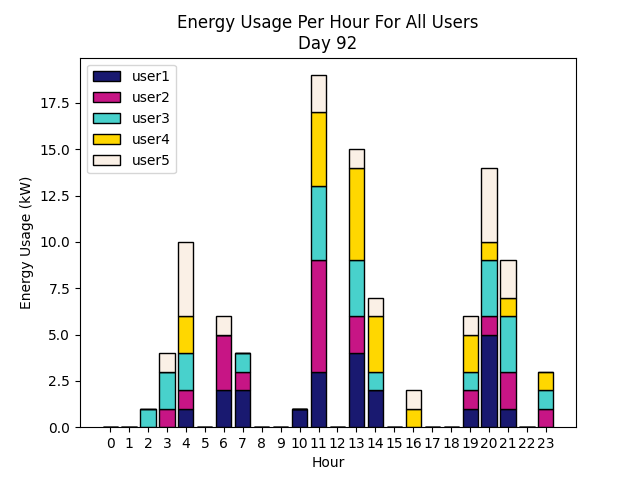 Energy Usage Per Hour For All Users
Day 92
user1
user2
user3
user4
user5
Energy Usage (kW)
17.5
15.0
12.5
10.0
7.5
5.0
2.5
0.0
0 1 2 3 4 5 6 7 8 9 10 11 12 13 14 15 16 17 18 19 20 21 22 23
Hour